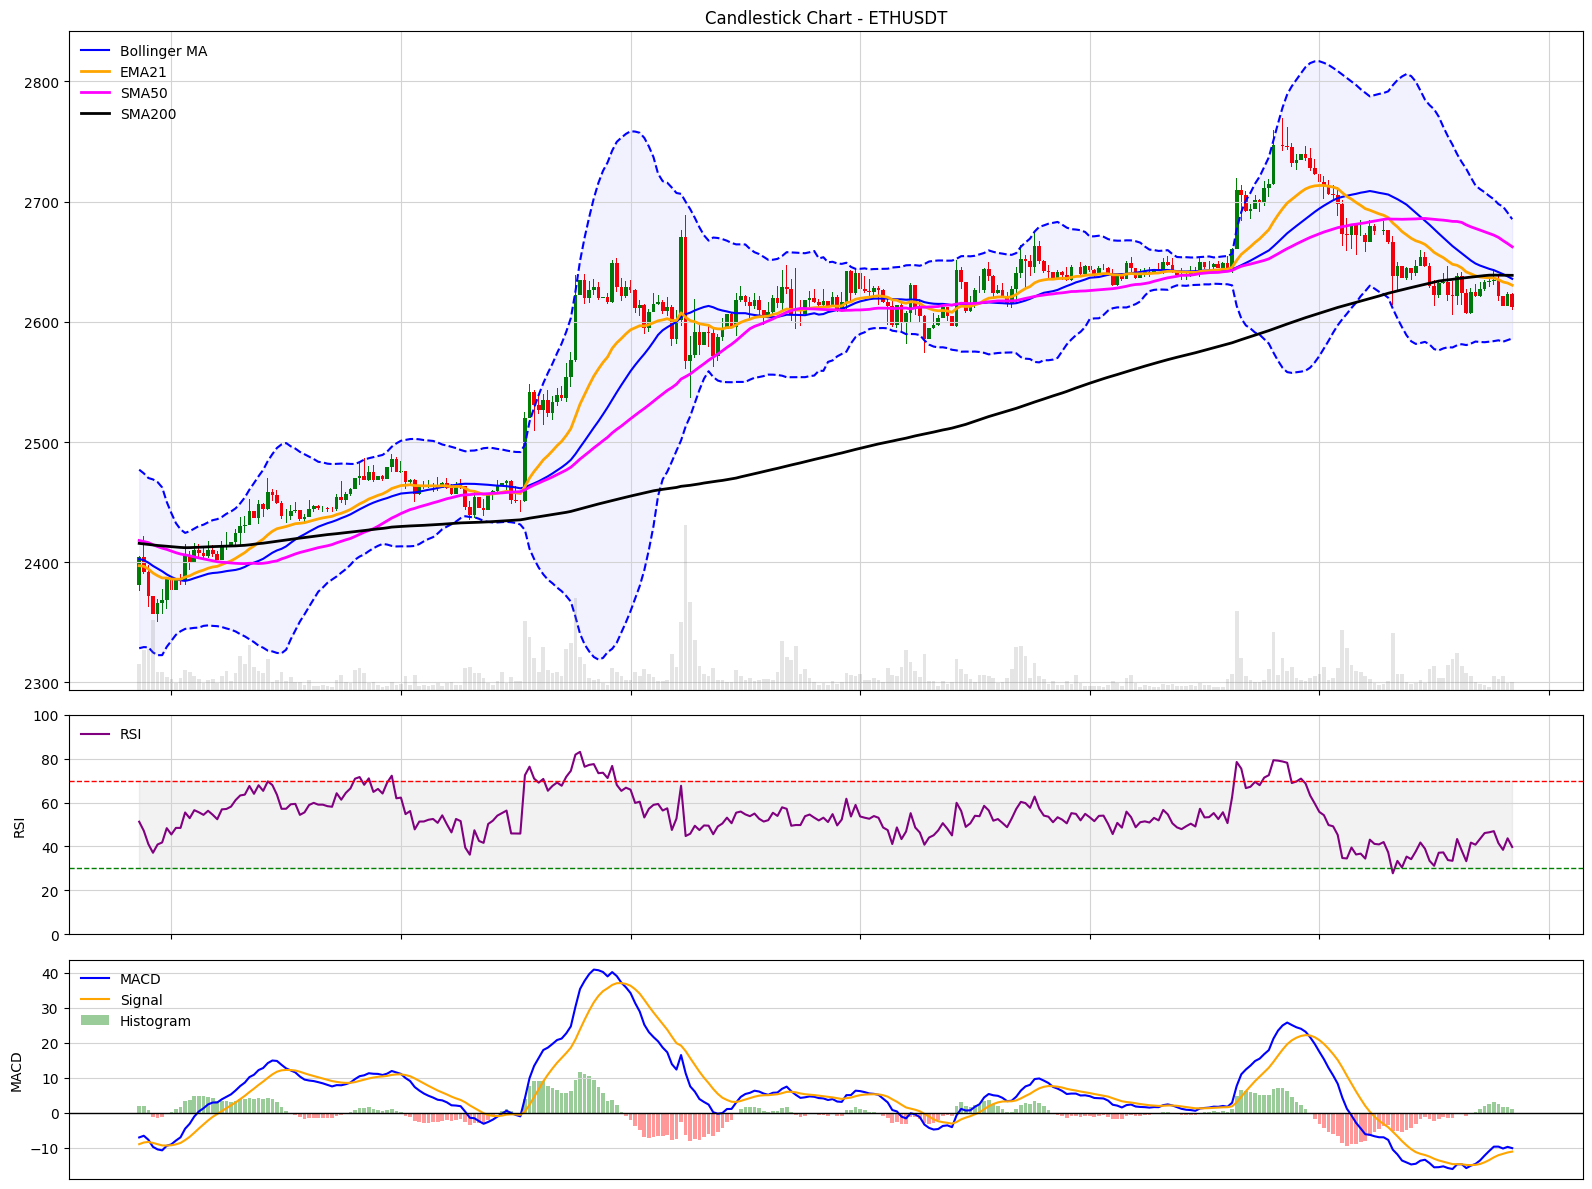 Candlestick Chart - ETHUSDT
Bollinger MA
EMA21
SMA50
SMA200
2800
2700
2600
2500
2400
2300
RSI
100
80
60
40
20
0
RSI
MACD
Signal
Histogram
40
30
20
10
0
−10
MACD